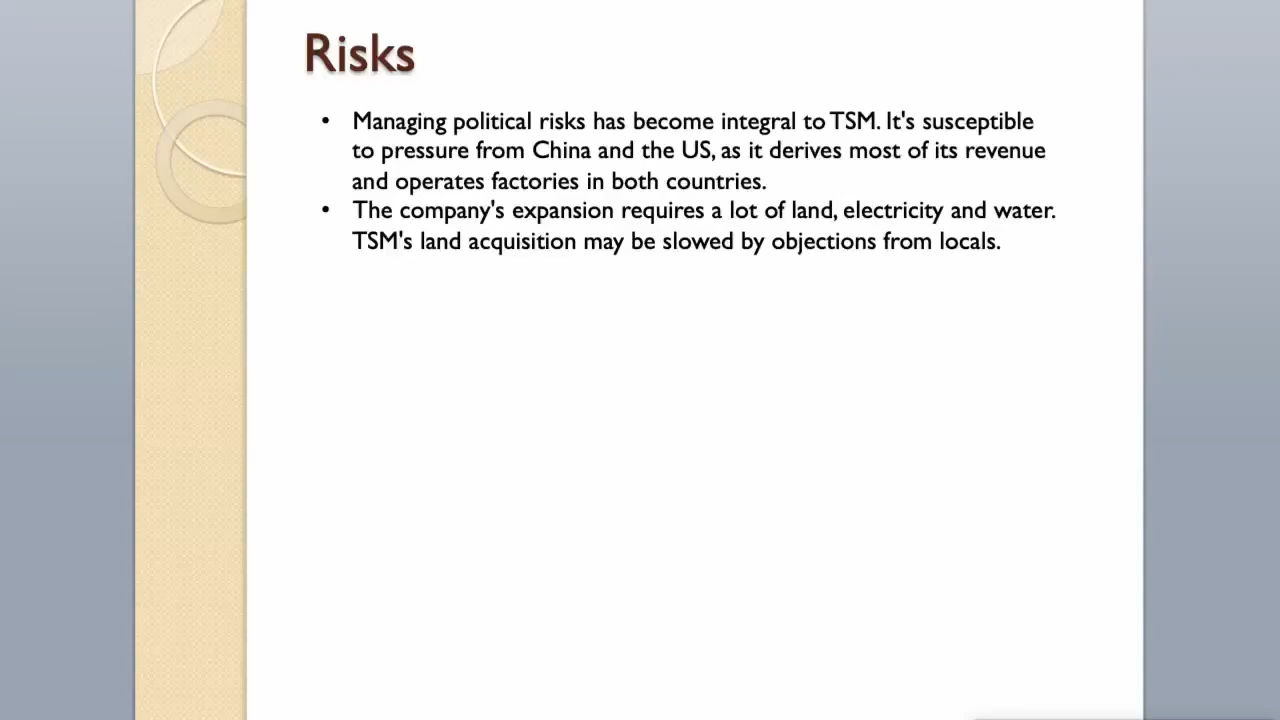 Risks
• Managing political risks has become integral to TSM. It's susceptible
to pressure from China and the US, as it derives most of its revenue
and operates factories in both countries.
• The company's expansion requires a lot of land, electricity and water.
TSM's land acquisition may be slowed by objections from locals.